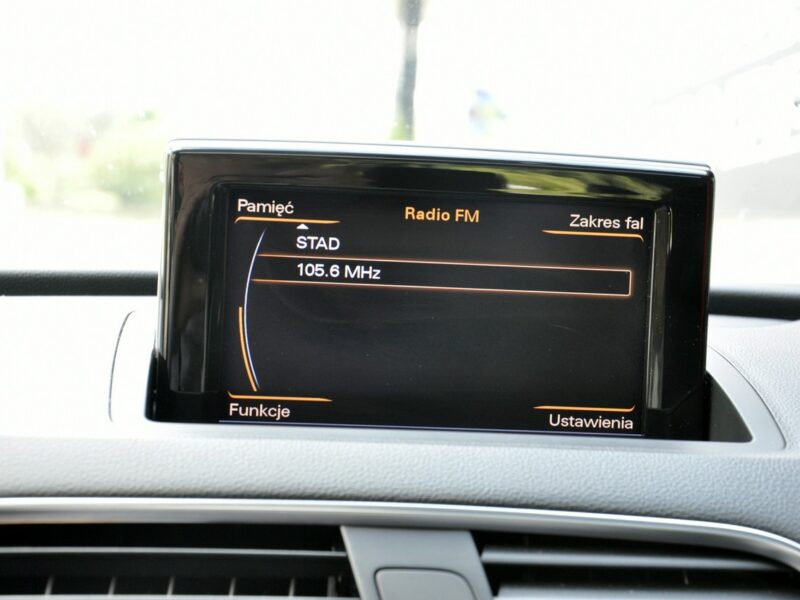 Pamięć
Radio FM
Zakres fal
STAD
105.6 MHz
Funkcje
Ustawienia